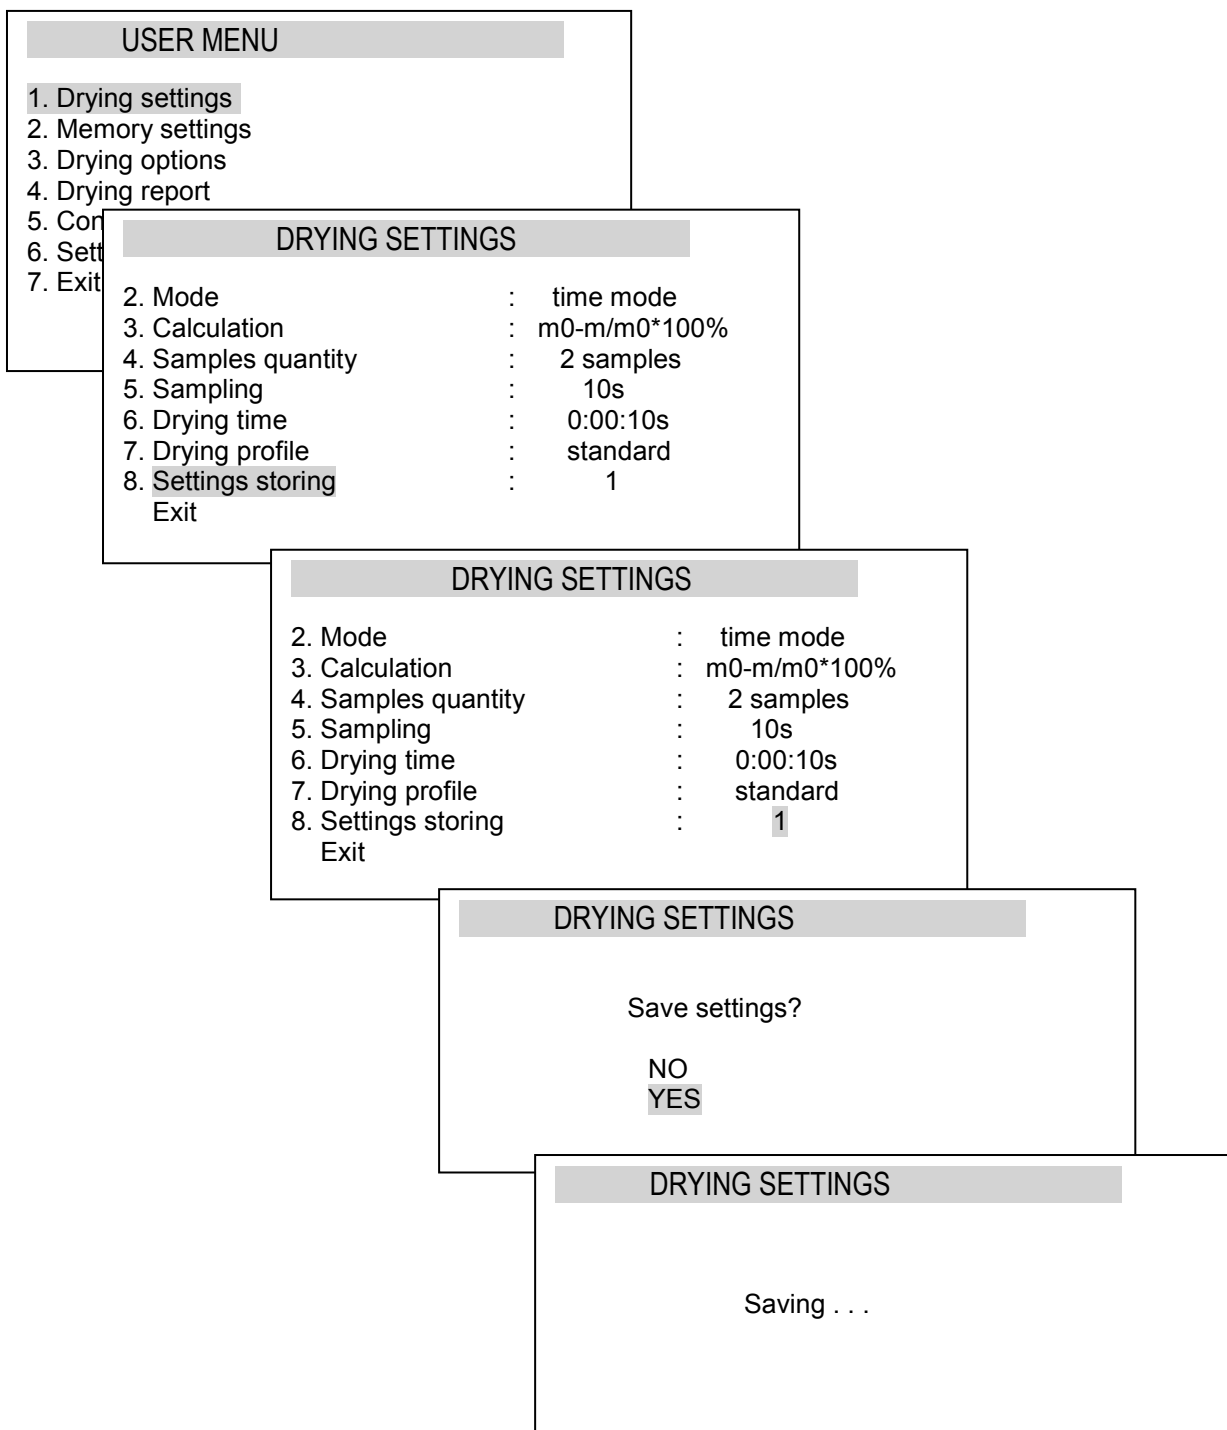 USER MENU
1. Drying settings
2. Memory settings
3. Drying options
4. Drying report
5. Con
6. Sett
7. Exit
DRYING SETTINGS
2. Mode : time mode
3. Calculation : m0-m/m0*100%
4. Samples quantity : 2 samples
5. Sampling : 10s
6. Drying time : 0:00:10s
7. Drying profile : standard
8. Settings storing : 1
Exit
DRYING SETTINGS
2. Mode : time mode
3. Calculation : m0-m/m0*100%
4. Samples quantity : 2 samples
5. Sampling : 10s
6. Drying time : 0:00:10s
7. Drying profile : standard
8. Settings storing : 1
Exit
DRYING SETTINGS
Save settings?
NO
YES
DRYING SETTINGS
Saving . . .